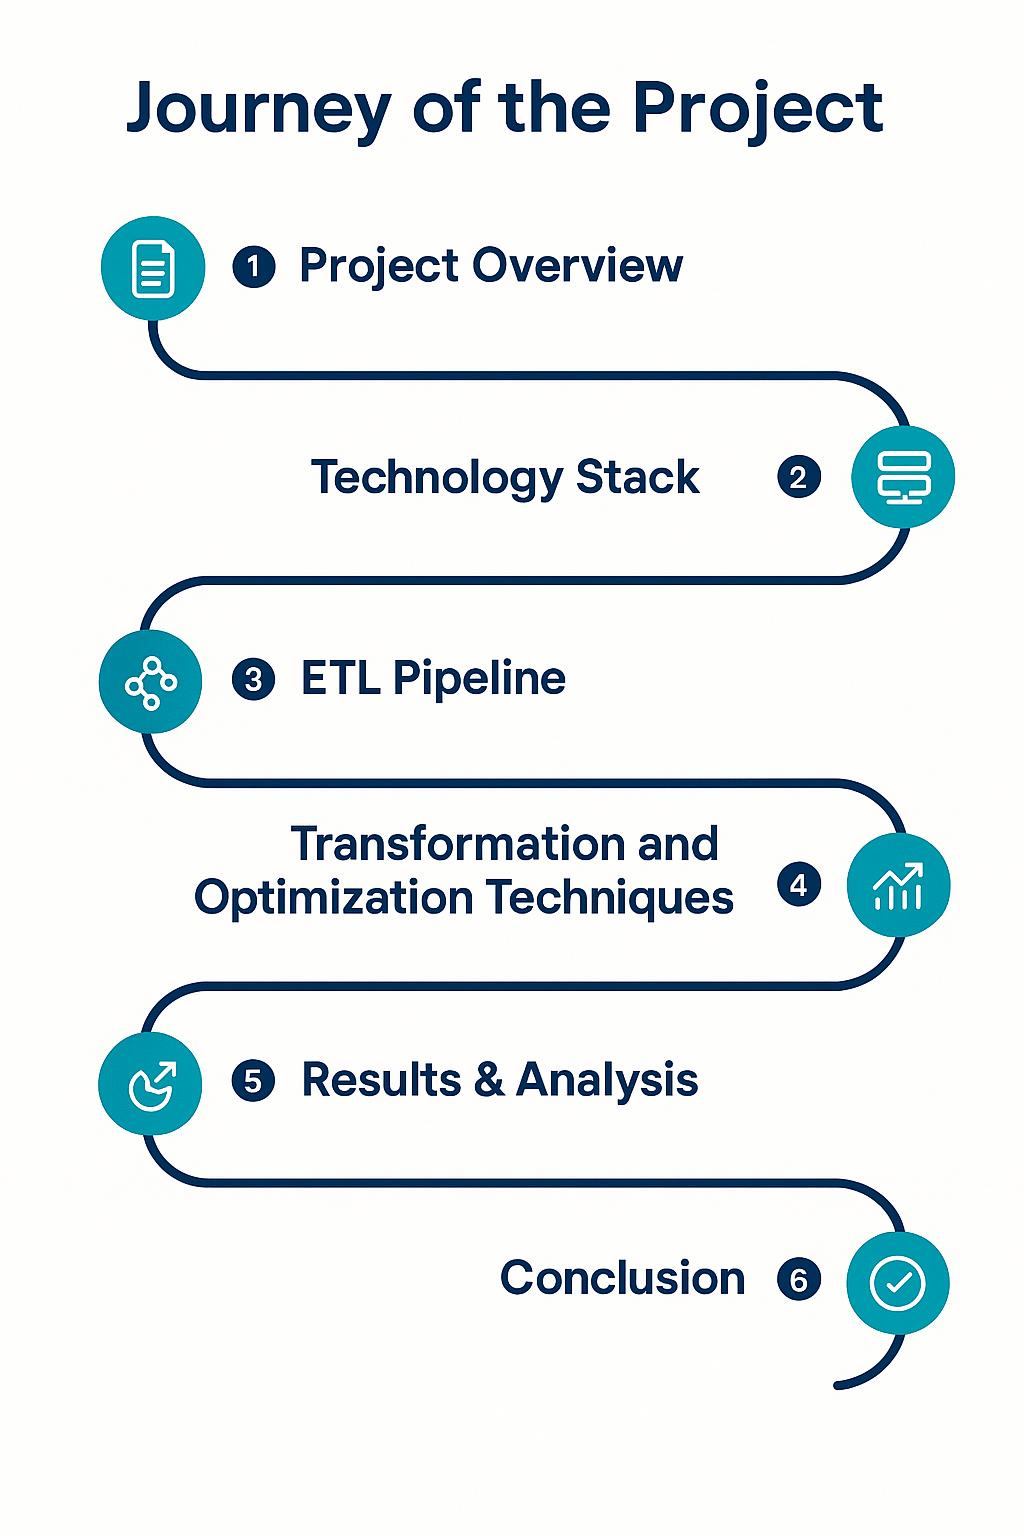 Journey of the Project
1 Project Overview
Technology Stack 2
3 ETL Pipeline
Transformation and
Optimization Techniques 4
5 Results & Analysis
Conclusion 6